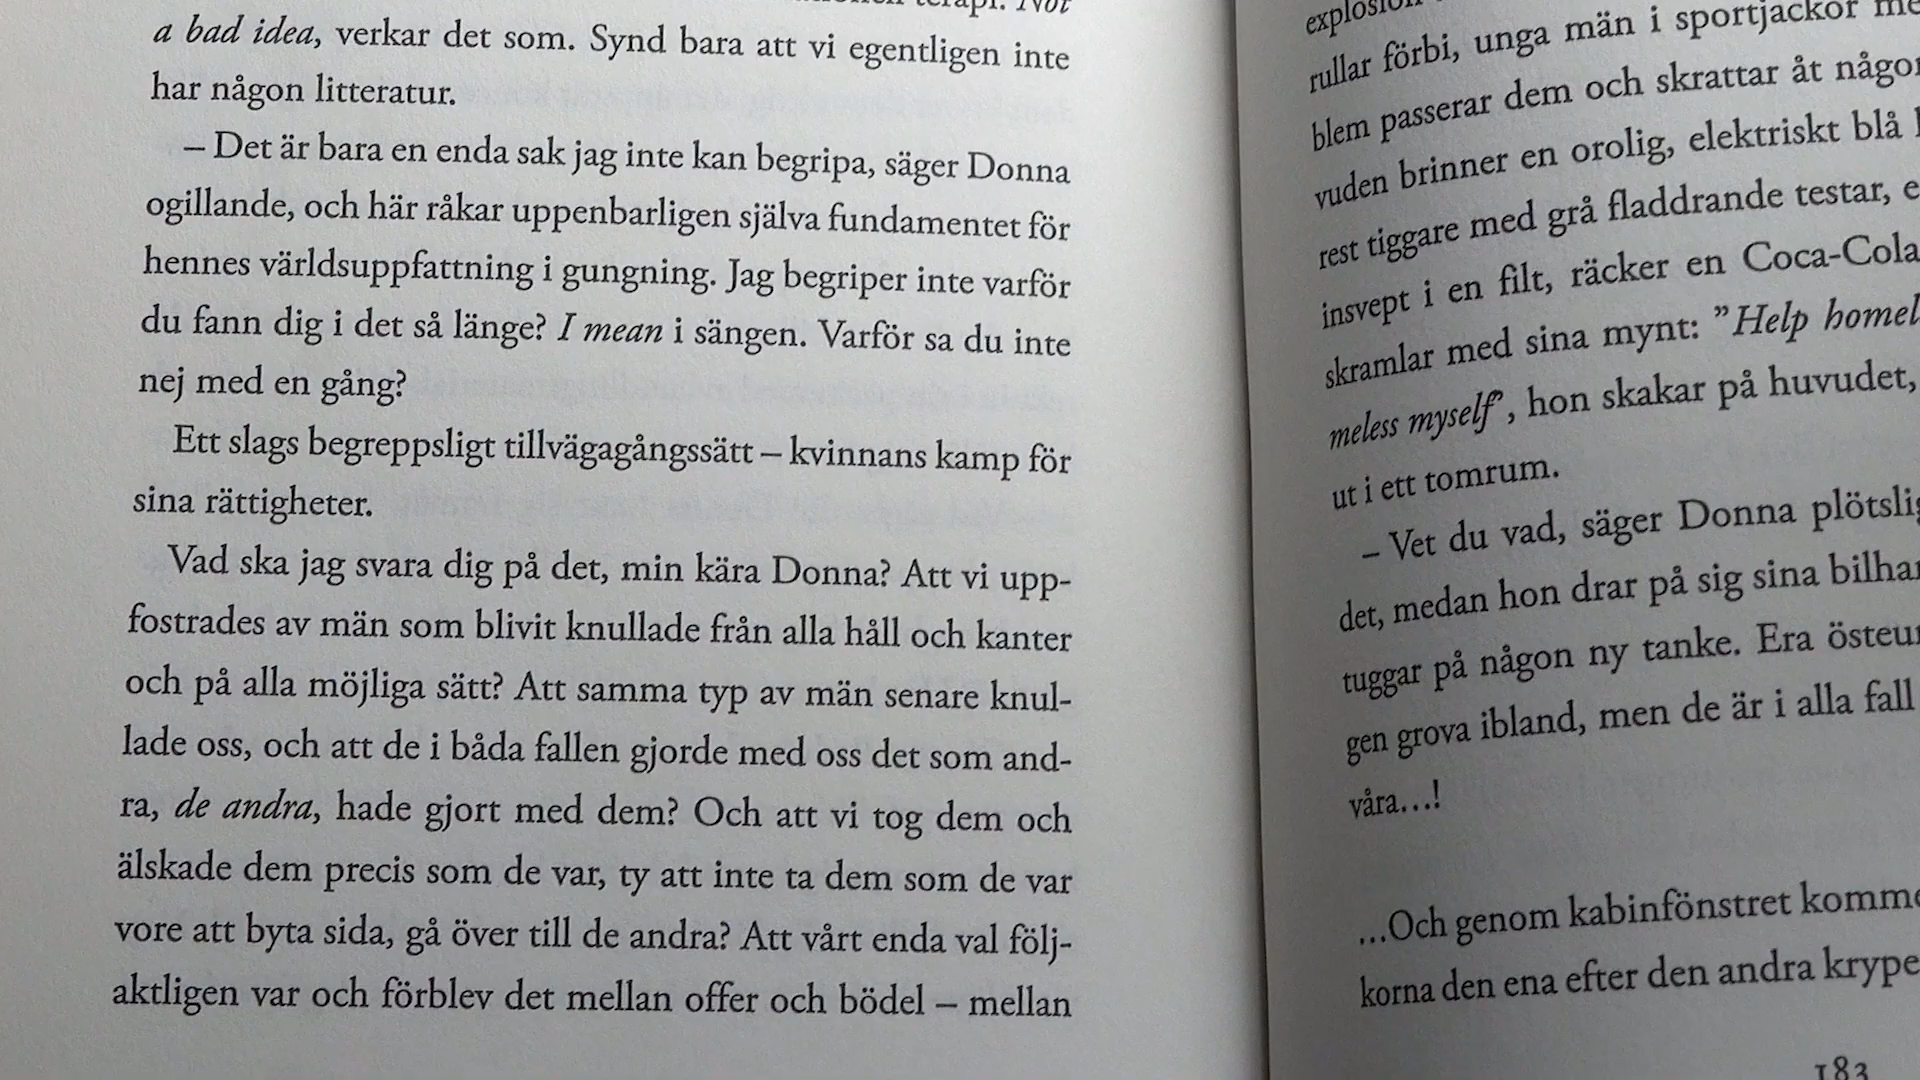 terapi. Not
a bad idea, verkar det som. Synd bara att vi egentligen inte
har någon litteratur.
– Det är bara en enda sak jag inte kan begripa, säger Donna
ogillande, och här råkar uppenbarligen själva fundamentet för
hennes världsuppfattning i gungning. Jag begriper inte varför
du fann dig i det så länge? I mean i sängen. Varför sa du inte
nej med en gång?
Ett slags begreppsligt tillvägagångssätt – kvinnans kamp för
sina rättigheter.
Vad ska jag svara dig på det, min kära Donna? Att vi upp-
fostrades av män som blivit knullade från alla håll och kanter
och på alla möjliga sätt? Att samma typ av män senare knul-
lade oss, och att de i båda fallen gjorde med oss det som and-
ra, de andra, hade gjort med dem? Och att vi tog dem och
älskade dem precis som de var, ty att inte ta dem som de var
vore att byta sida, gå över till de andra? Att vårt enda val följ-
aktligen var och förblev det mellan offer och bödel – mellan
explosion
rullar förbi, unga män i sportjackor
blem passerar dem och skrattar åt
vuden brinner en orolig, elektriskt blå
rest tiggare med grå fladdrande testar,
insvept i en filt, räcker en Coca-Cola
skramlar med sina mynt: ”Help homel
meless myself”, hon skakar på huvudet,
ut i ett tomrum.
– Vet du vad, säger Donna plötslig
det, medan hon drar på sig sina bilhan
tuggar på någon ny tanke. Era östeur
gen grova ibland, men de är i alla fall
våra…!
…Och genom kabinfönstret komme
korna den ena efter den andra krype
183